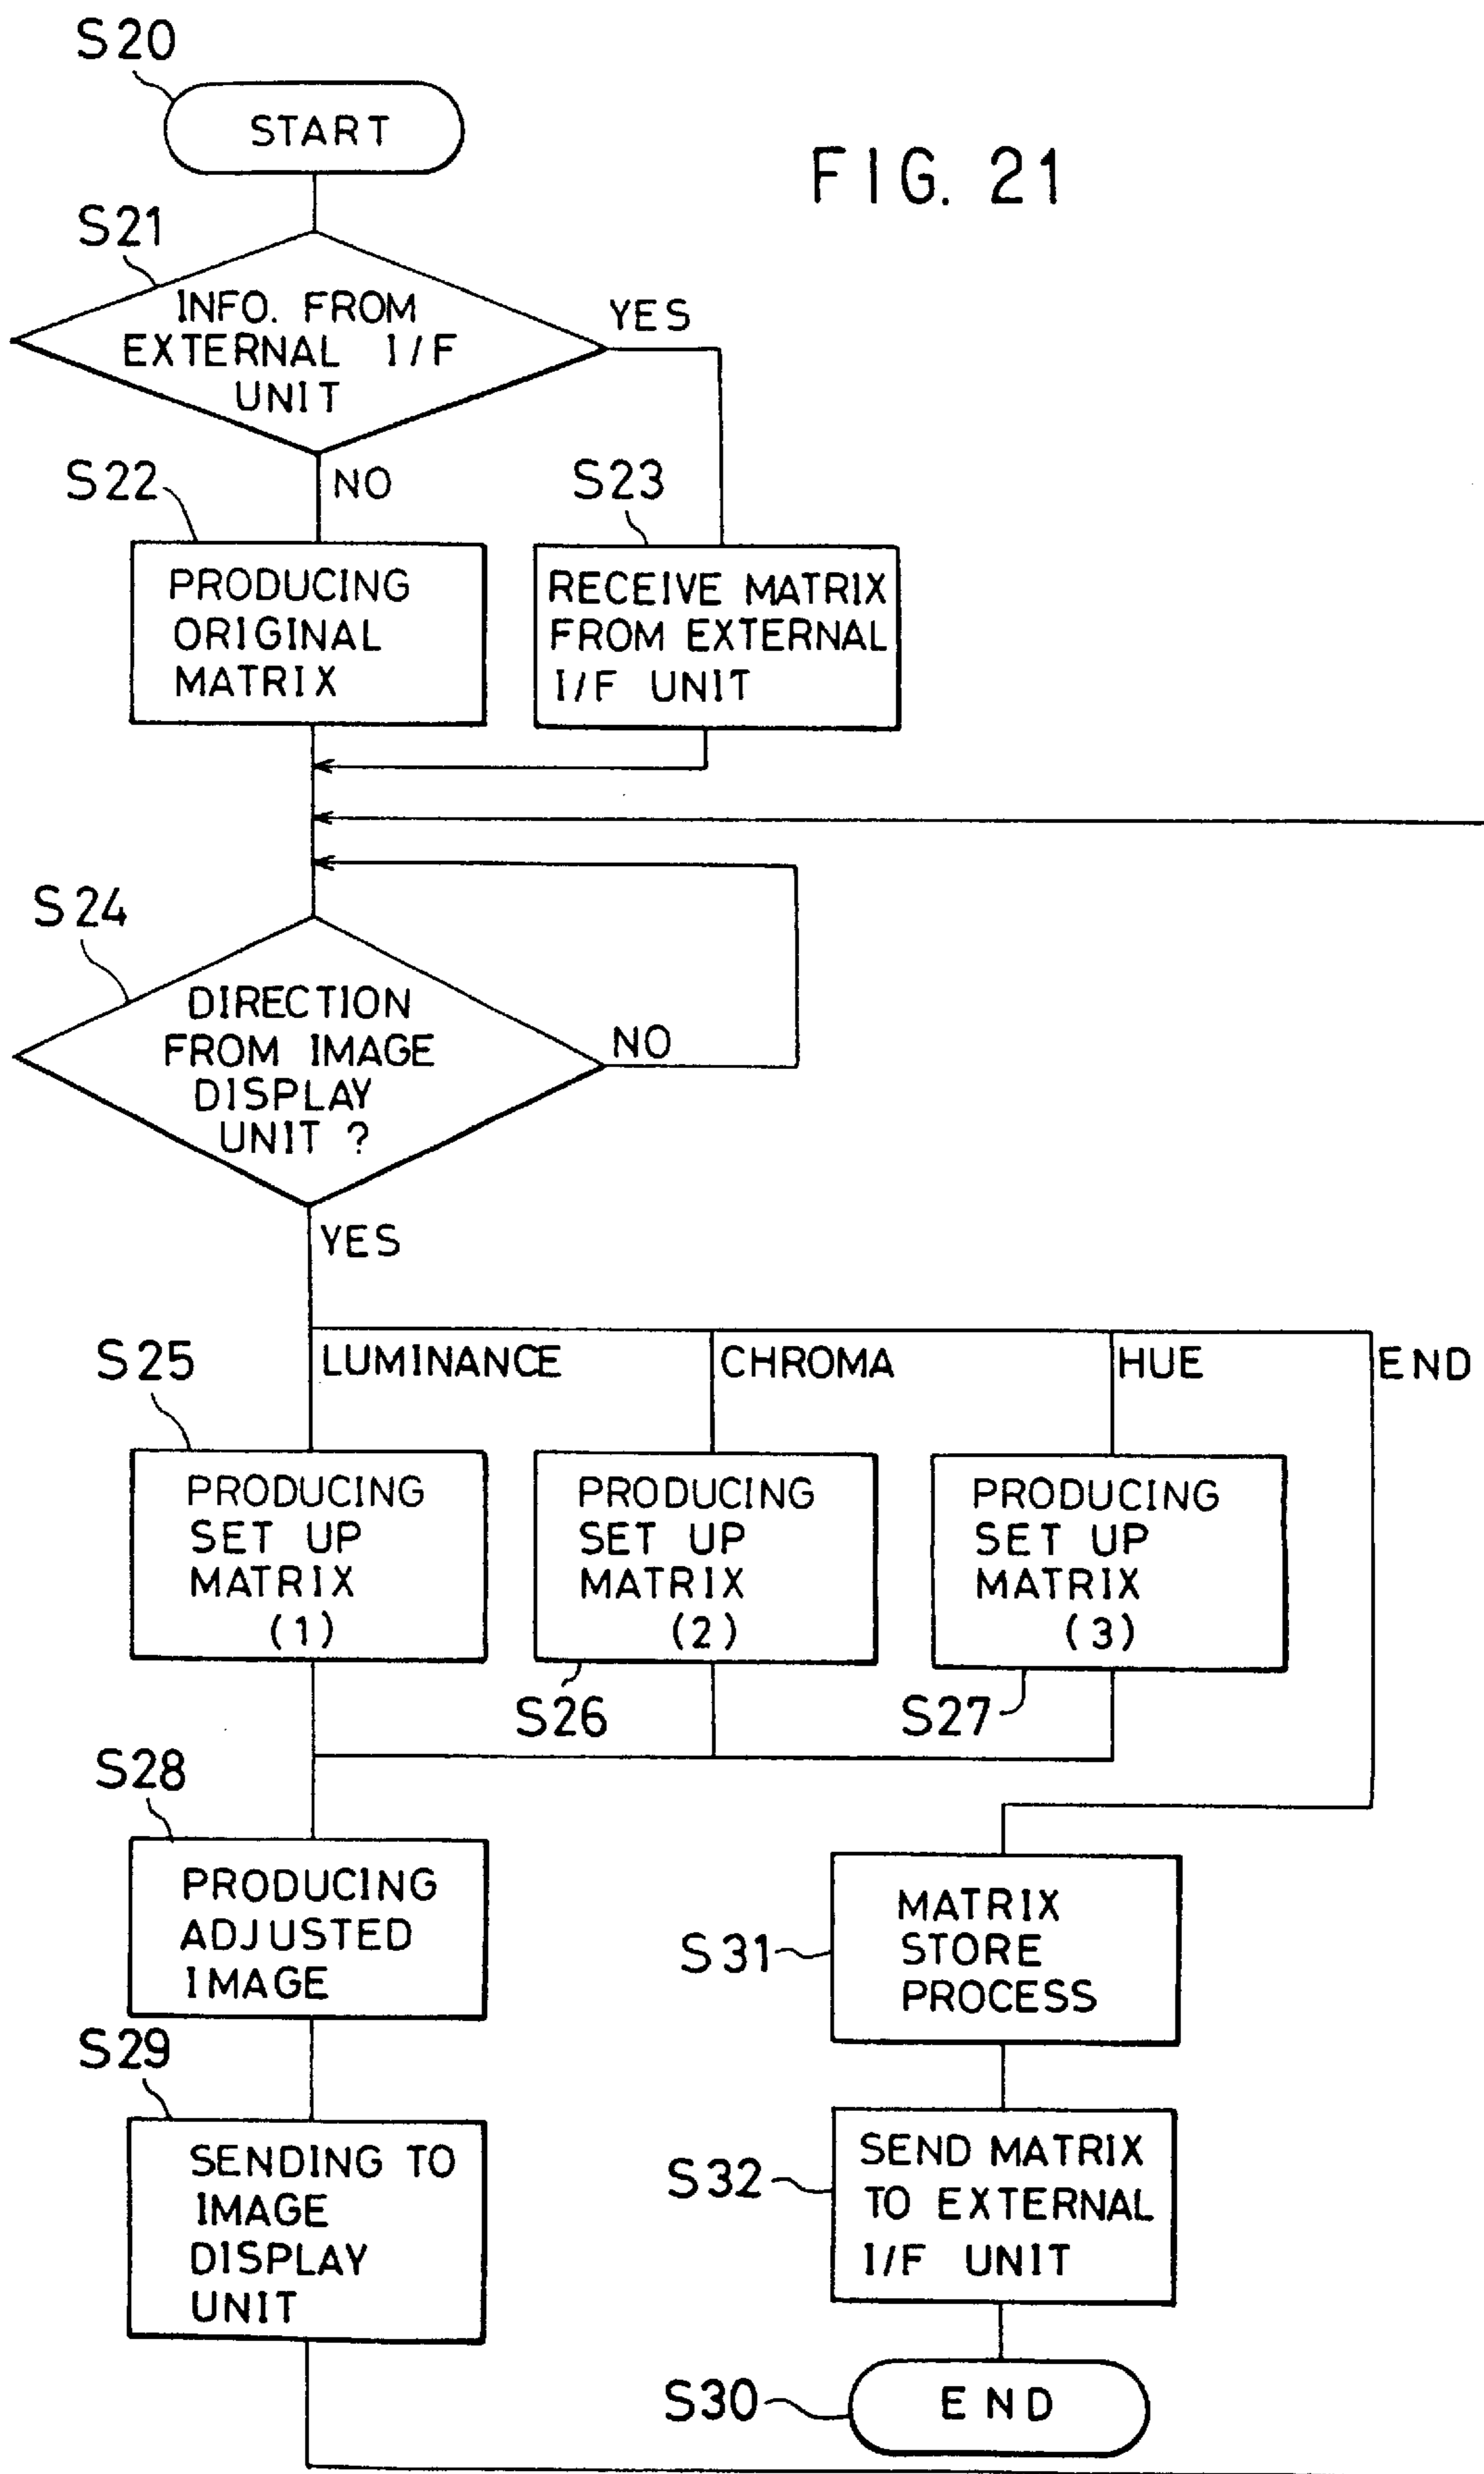 S20
START
FIG. 21
S21
INFO. FROM
EXTERNAL I/F
UNIT
YES
NO
S22
PRODUCING
ORIGINAL
MATRIX
S23
RECEIVE MATRIX
FROM EXTERNAL
I/F UNIT
S24
DIRECTION
FROM IMAGE
DISPLAY
UNIT ?
NO
YES
LUMINANCE
CHROMA
HUE
END
S25
PRODUCING
SET UP
MATRIX
(1)
PRODUCING
SET UP
MATRIX
(2)
S26
PRODUCING
SET UP
MATRIX
(3)
S27
S28
PRODUCING
ADJUSTED
IMAGE
S29
SENDING TO
IMAGE
DISPLAY
UNIT
S31
MATRIX
STORE
PROCESS
S32
SEND MATRIX
TO EXTERNAL
I/F UNIT
S30
END